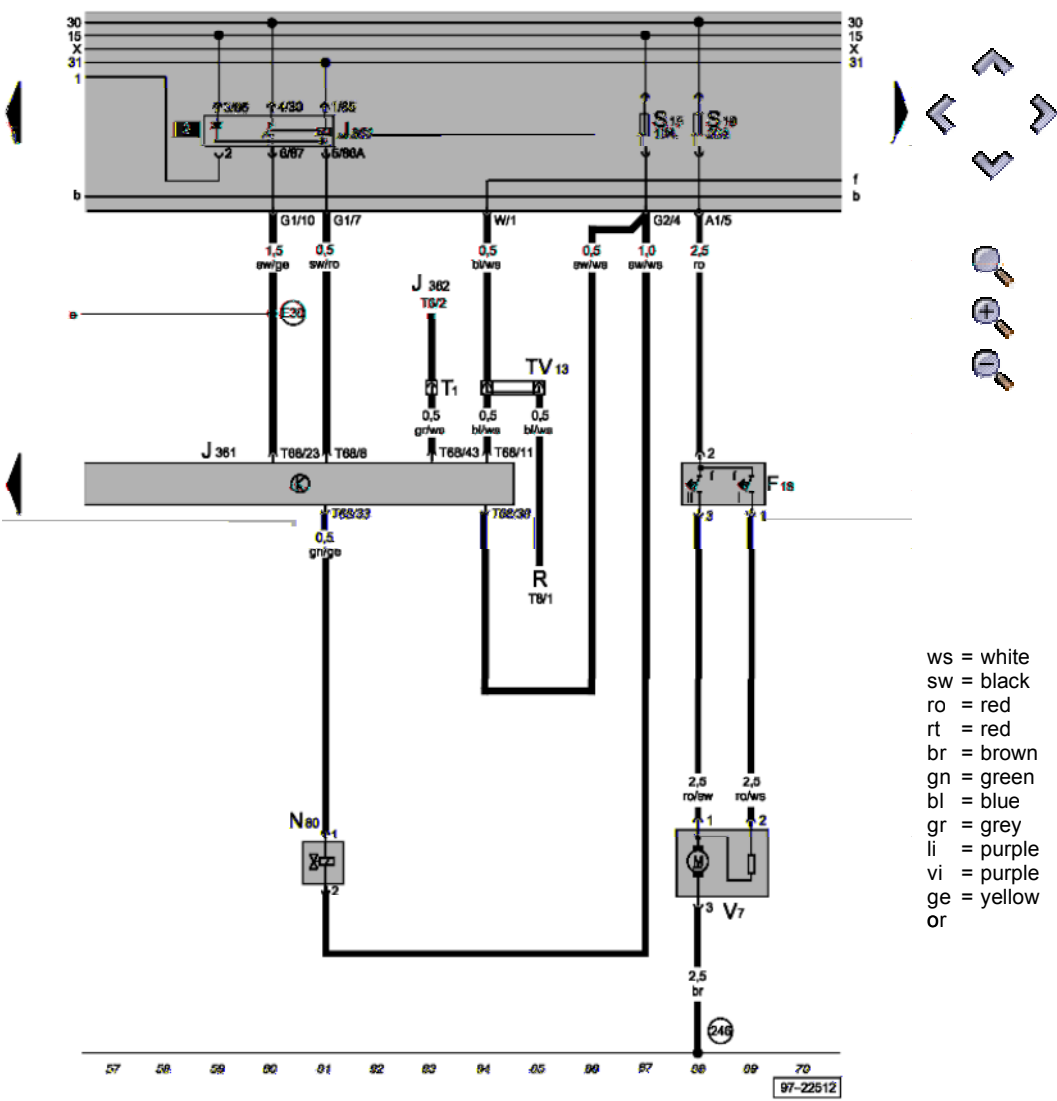 30 30
15 15
X X
31 31
1
3/86 4/30 1/85
J
S S
2 6/87 5/86A
f
b b
G1/10 G1/7 W/1 G2/4 A1/5
1,5 0,5 0,5 0,5 1,0 2,5
sw/ge sw/ro bl/ws sw/ws sw/ws ro
J 362
T6/2
e E30
TV 13
T1
0,5 0,5 0,5
gr/ws bl/ws bl/ws
J 361 T68/23 T68/8 T68/43 T68/11 2
K F 18
T68/33 3 1
0,5
gn/ge
R
T8/1
2,5 2,5
ro/sw ro/ws
N80 1 1 2
M
2
3 V7
2,5
br
246
57 58 59 60 61 62 63 64 65 66 67 68 69 70
97-22512
ws = white
sw = black
ro = red
rt = red
br = brown
gn = green
bl = blue
gr = grey
li = purple
vi = purple
ge = yellow
or